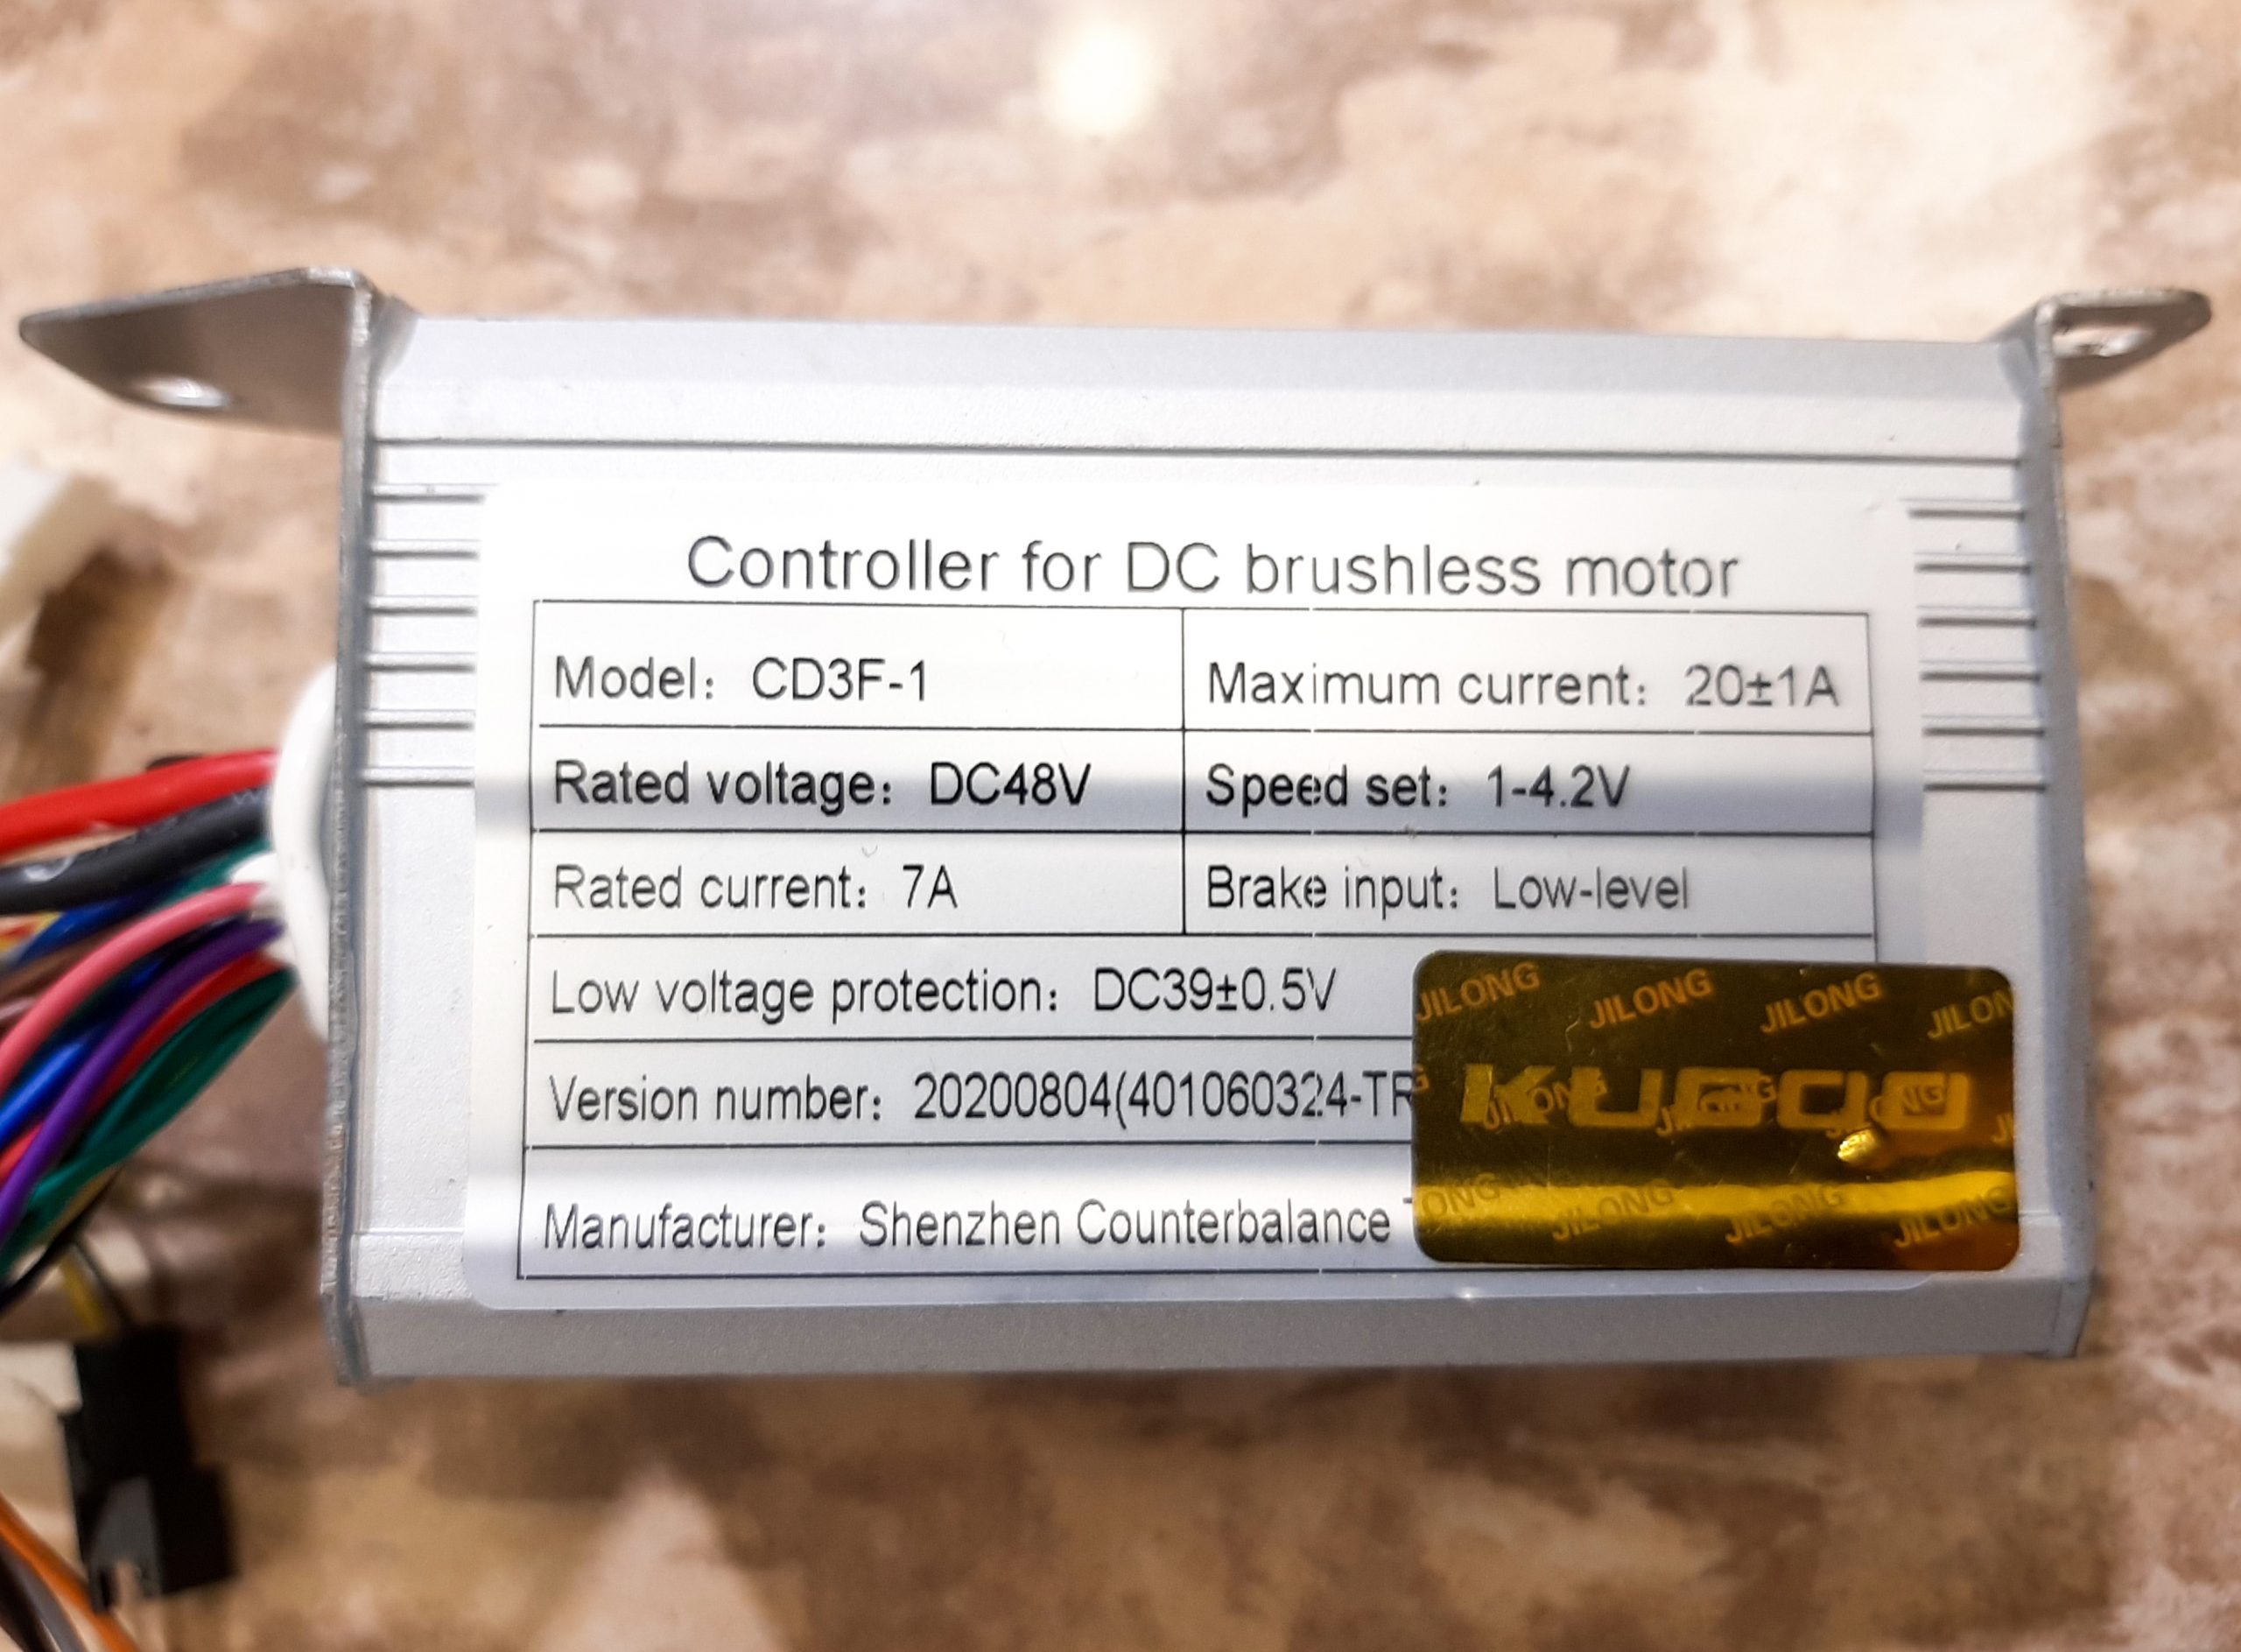 Controller for DC brushless motor
Model: CD3F-1 Maximum current: 20±1A
Rated voltage: DC48V Speed set: 1-4.2V
Rated current: 7A Brake input: Low-level
Low voltage protection: DC39±0.5V
Version number: 20200804(401060324-TR
Manufacturer: Shenzhen Counterbalance
JILONG JILONG JILONG JILON
KUGOO
JILONG JILONG JILONG